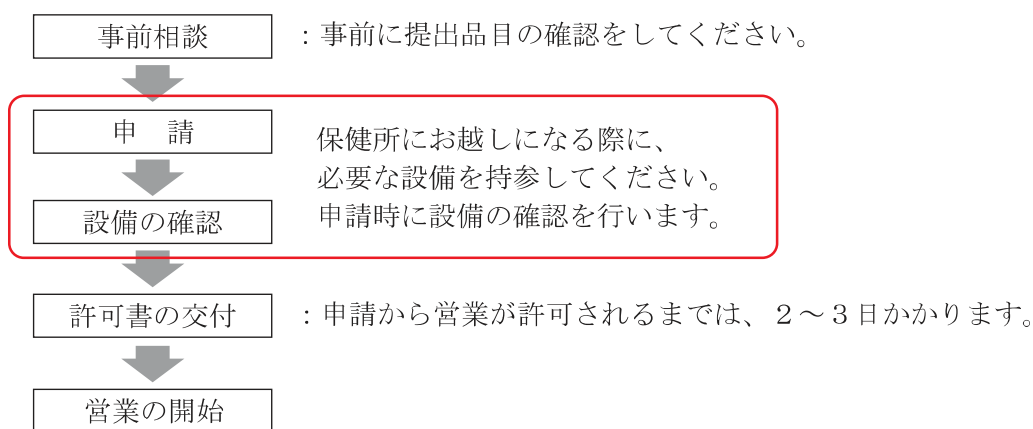 事前相談 ：事前に提出品目の確認をしてください。
申　請
保健所にお越しになる際に、
必要な設備を持参してください。
申請時に設備の確認を行います。
設備の確認
許可書の交付 ：申請から営業が許可されるまでは、２～３日かかります。
営業の開始